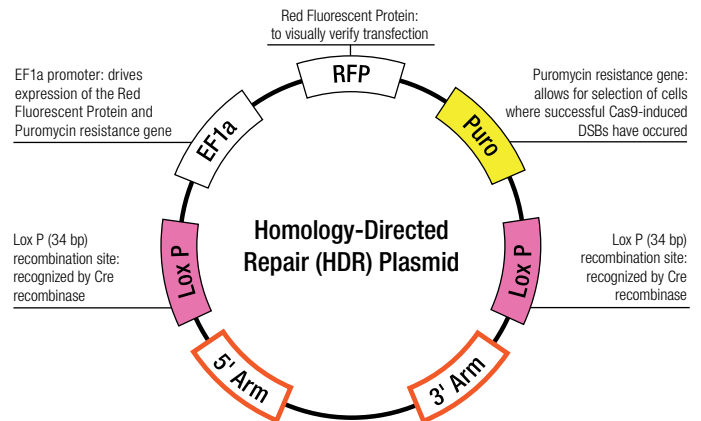 Red Fluorescent Protein:
to visually verify transfection
RFP
EF1a promoter: drives
expression of the Red
Fluorescent Protein and
Puromycin resistance gene
EF1a
Puromycin resistance gene:
allows for selection of cells
where successful Cas9-induced
DSBs have occured
Puro
Homology-Directed
Repair (HDR) Plasmid
Lox P (34 bp)
recombination site:
recognized by Cre
recombinase
Lox P
Lox P
Lox P (34 bp)
recombination site:
recognized by Cre
recombinase
5' Arm
3' Arm